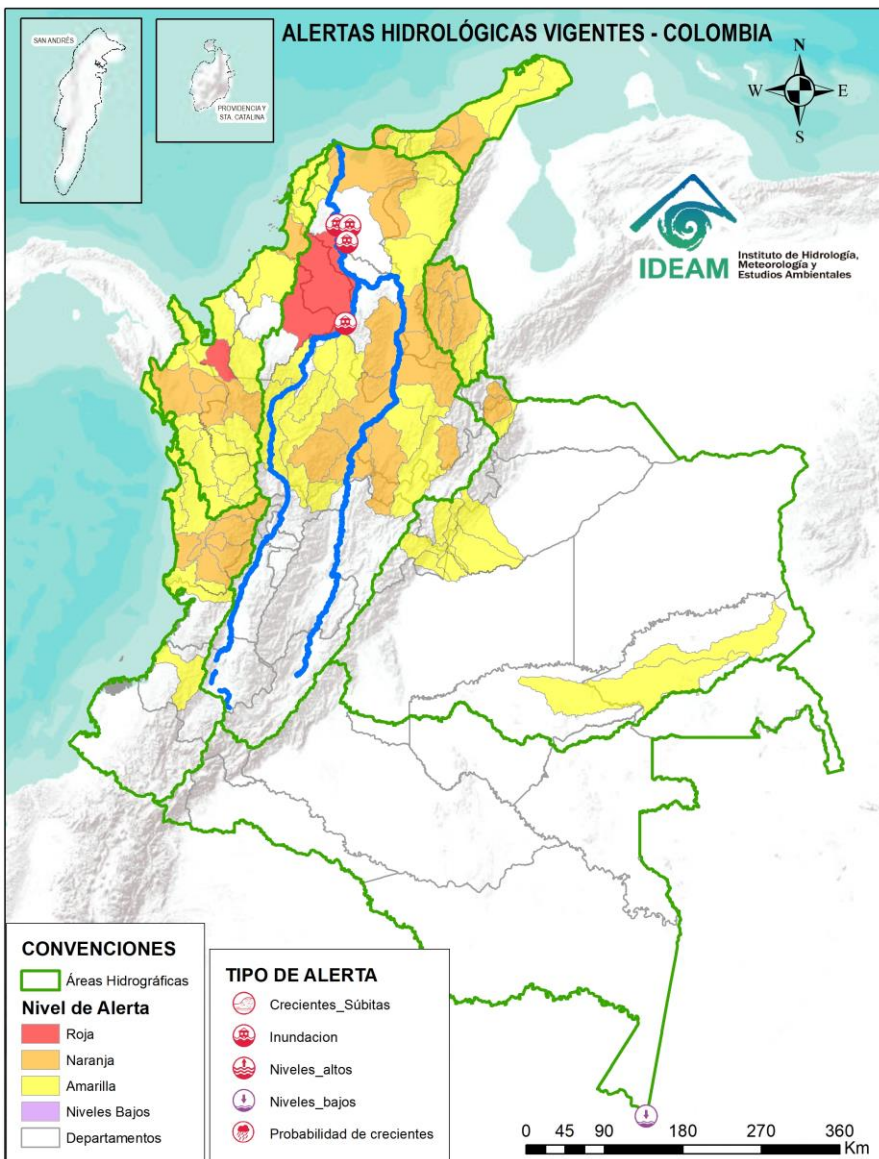 ALERTAS HIDROLÓGICAS VIGENTES - COLOMBIA
SAN ANDRÉS
PROVIDENCIA Y
STA. CATALINA
N
W
E
S
IDEAM
Instituto de Hidrología,
Meteorología y
Estudios Ambientales
CONVENCIONES
Áreas Hidrográficas
Nivel de Alerta
Roja
Naranja
Amarilla
Niveles Bajos
Departamentos
TIPO DE ALERTA
Crecientes_Súbitas
Inundacion
Niveles_altos
Niveles_bajos
Probabilidad de crecientes
0 45 90 180 270 360
Km